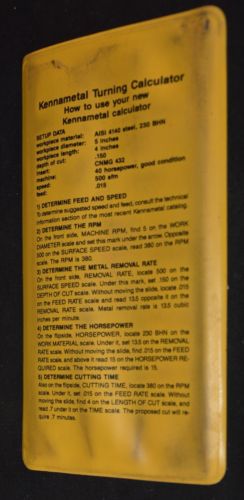 Kennametal Turning Calculator
How to use your new
Kennametal calculator
SETUP DATA
workpiece material: AISI 4140 steel, 230 BHN
workpiece diameter: 5 inches
workpiece length: 4 inches
depth of cut: .150
insert: CNMG 432
machine: 40 horsepower, good condition
speed: 500 sfm
feed: .015
1) DETERMINE FEED AND SPEED
To determine suggested speed and feed, consult the technical
information section of the most recent Kennametal catalog.
2) DETERMINE THE RPM
On the front side, MACHINE RPM, find 5 on the WORK
DIAMETER scale and set this mark under the arrow. Opposite
500 on the SURFACE SPEED scale, read 380 on the RPM
scale. The RPM is 380.
3) DETERMINE THE METAL REMOVAL RATE
On the front side, REMOVAL RATE, locate 500 on the
SURFACE SPEED scale. Under this mark, set .150 on the
DEPTH OF CUT scale. Without moving the slide, locate .015
on the FEED RATE scale and read 13.5 opposite it on the
REMOVAL RATE scale. Metal removal rate is 13.5 cubic
inches per minute.
4) DETERMINE THE HORSEPOWER
On the flipside, HORSEPOWER, locate 230 BHN on the
WORK MATERIAL scale. Under it, set 13.5 on the REMOVAL
RATE scale. Without moving the slide, find .015 on the FEED
RATE scale, and above it read 15 on the HORSEPOWER RE-
QUIRED scale. The horsepower required is 15.
5) DETERMINE CUTTING TIME
Also on the flipside, CUTTING TIME, locate 380 on the RPM
scale. Under it, set .015 on the FEED RATE scale. Without
moving the slide, find 4 on the LENGTH OF CUT scale, and
read .7 under it on the TIME scale. The proposed cut will re-
quire .7 minutes.